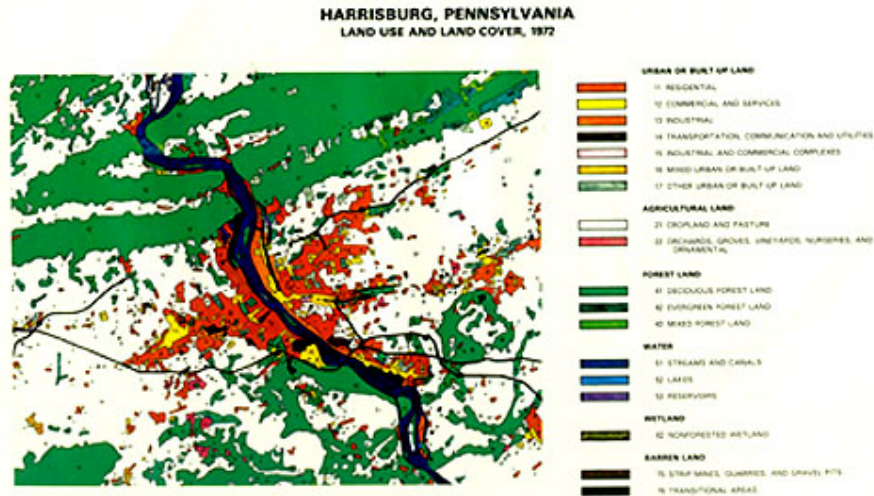 HARRISBURG, PENNSYLVANIA
LAND USE AND LAND COVER, 1972
URBAN OR BUILT-UP LAND
11 RESIDENTIAL
12 COMMERCIAL AND SERVICES
13 INDUSTRIAL
14 TRANSPORTATION, COMMUNICATION AND UTILITIES
15 INDUSTRIAL AND COMMERCIAL COMPLEXES
16 MIXED URBAN OR BUILT-UP LAND
17 OTHER URBAN OR BUILT-UP LAND
AGRICULTURAL LAND
21 CROPLAND AND PASTURE
22 ORCHARDS, GROVES, VINEYARDS, NURSERIES, AND
ORNAMENTAL
FOREST LAND
41 DECIDUOUS FOREST LAND
42 EVERGREEN FOREST LAND
43 MIXED FOREST LAND
WATER
51 STREAMS AND CANALS
52 LAKES
53 RESERVOIRS
WETLAND
62 NONFORESTED WETLAND
BARREN LAND
75 STRIP MINES, QUARRIES, AND GRAVEL PITS
76 TRANSITIONAL AREAS